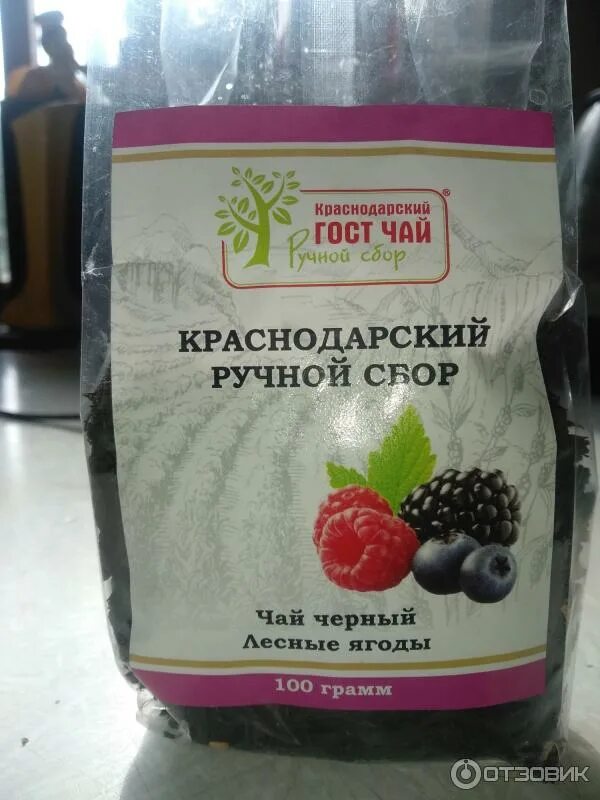 Краснодарский®
ГОСТ ЧАЙ
Ручной сбор
КРАСНОДАРСКИЙ
РУЧНОЙ СБОР
Чай черный
Лесные ягоды
100 грамм
ОТЗОВИК